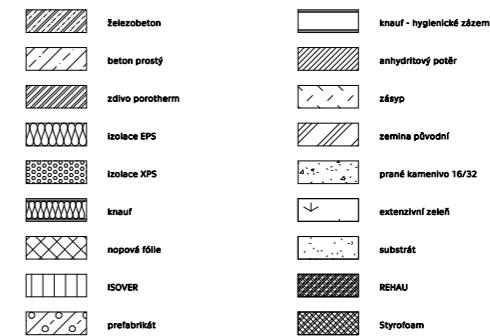 železobeton
beton prostý
zdivo porotherm
izolace EPS
izolace XPS
knauf
nopová fólie
ISOVER
prefabrikát
knauf - hygienické zázem
anhydritový potěr
zásyp
zemina původní
prané kamenivo 16/32
extenzivní zeleň
substrát
REHAU
Styrofoam